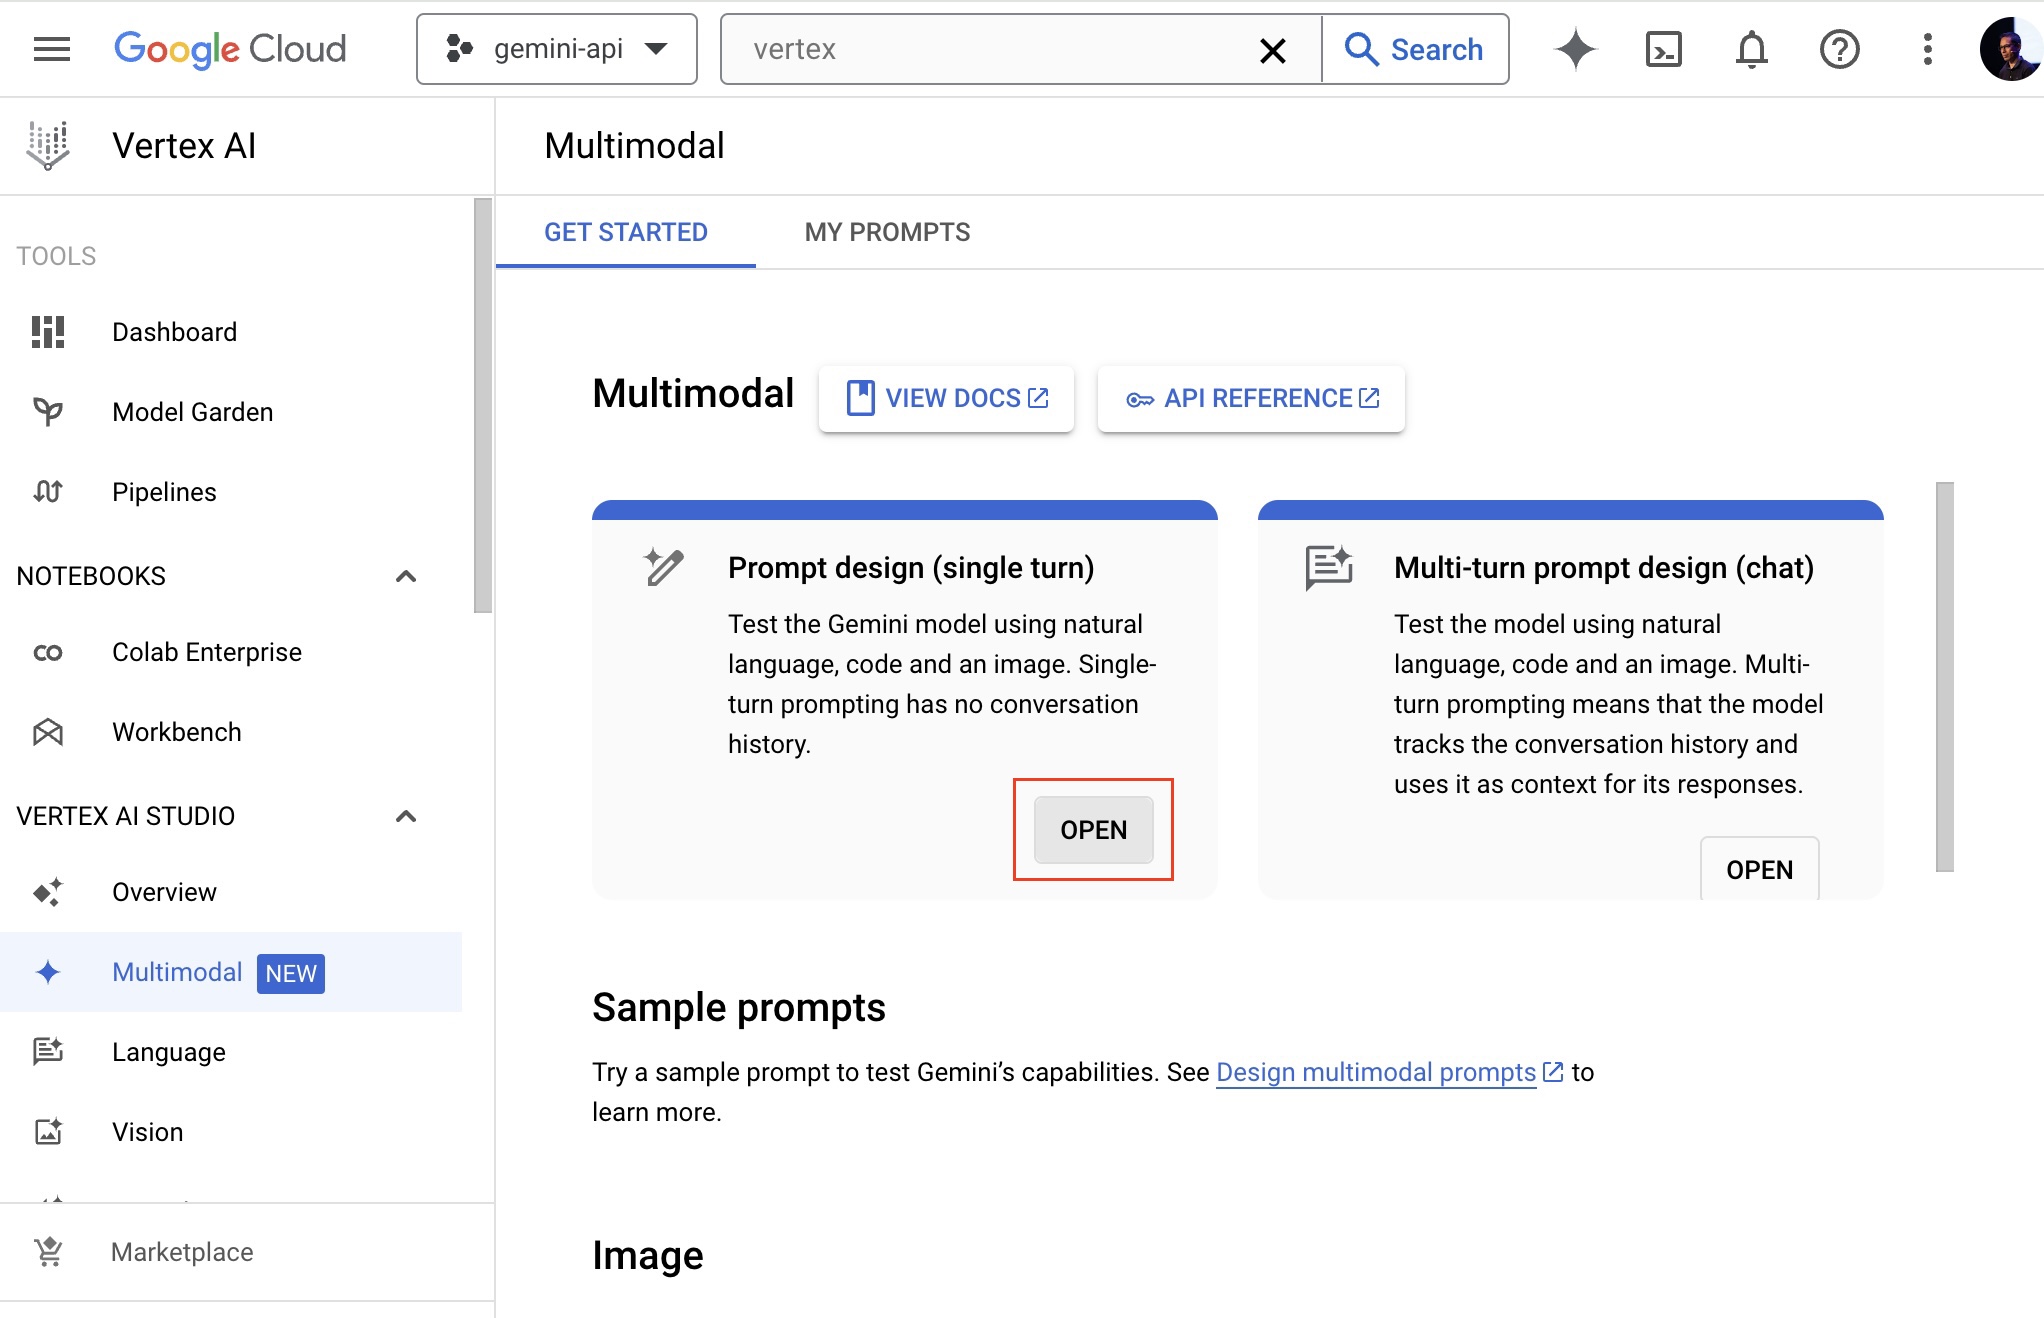 Google Cloud
gemini-api
vertex
Search
Vertex AI
Multimodal
TOOLS
Dashboard
Model Garden
Pipelines
NOTEBOOKS
Colab Enterprise
Workbench
VERTEX AI STUDIO
Overview
Multimodal NEW
Language
Vision
Marketplace
GET STARTED
MY PROMPTS
Multimodal
VIEW DOCS
API REFERENCE
Prompt design (single turn)
Test the Gemini model using natural
language, code and an image. Single-
turn prompting has no conversation
history.
OPEN
Multi-turn prompt design (chat)
Test the model using natural
language, code and an image. Multi-
turn prompting means that the model
tracks the conversation history and
uses it as context for its responses.
OPEN
Sample prompts
Try a sample prompt to test Gemini’s capabilities. See Design multimodal prompts to
learn more.
Image